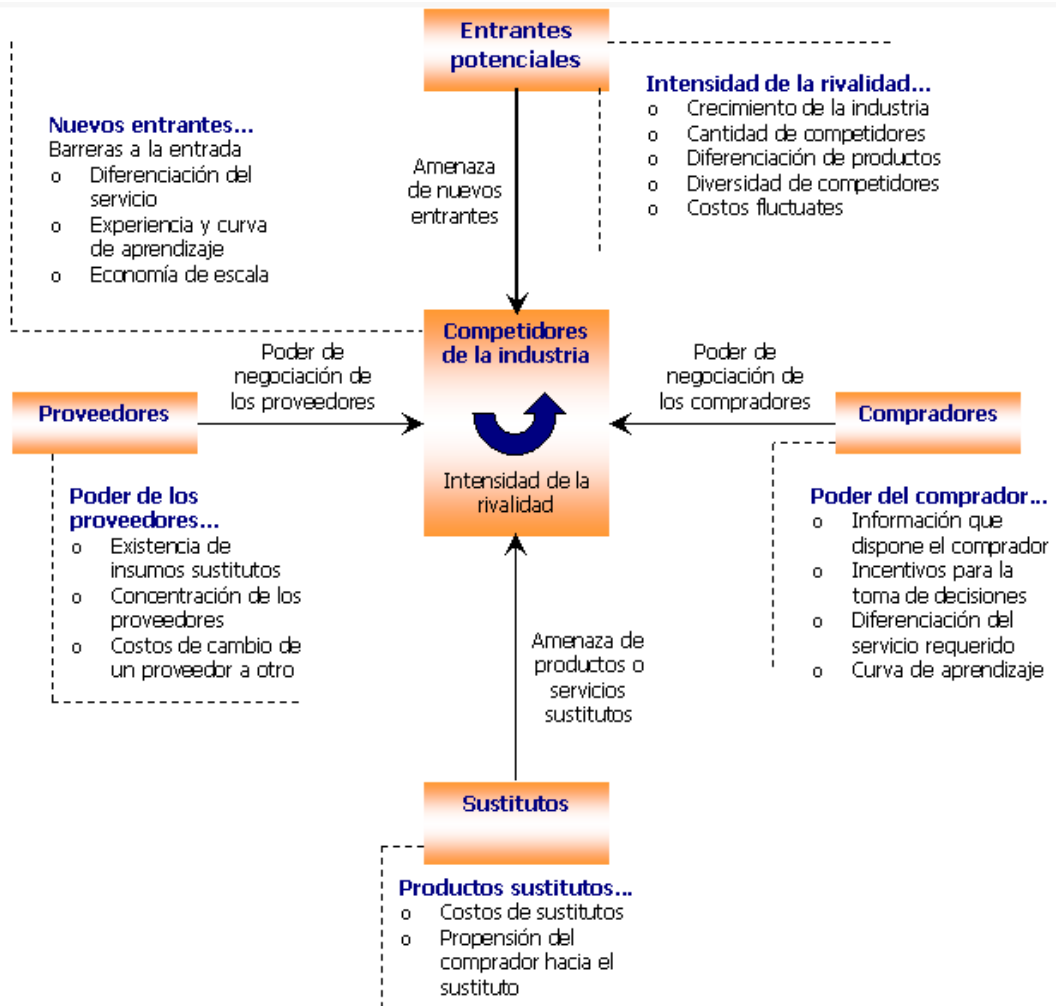 Entrantes
potenciales
Intensidad de la rivalidad...
o Crecimiento de la industria
o Cantidad de competidores
o Diferenciación de productos
o Diversidad de competidores
o Costos fluctuates
Nuevos entrantes...
Barreras a la entrada
o Diferenciación del
servicio
o Experiencia y curva
de aprendizaje
o Economía de escala
Amenaza
de nuevos
entrantes
Competidores
de la industria
Intensidad de la
rivalidad
Poder de
negociación de
los proveedores
Poder de
negociación de
los compradores
Proveedores
Compradores
Poder de los
proveedores...
o Existencia de
insumos sustitutos
o Concentración de los
proveedores
o Costos de cambio de
un proveedor a otro
Poder del comprador...
o Información que
dispone el comprador
o Incentivos para la
toma de decisiones
o Diferenciación del
servicio requerido
o Curva de aprendizaje
Amenaza de
productos o
servicios
sustitutos
Sustitutos
Productos sustitutos...
o Costos de sustitutos
o Propensión del
comprador hacia el
sustituto